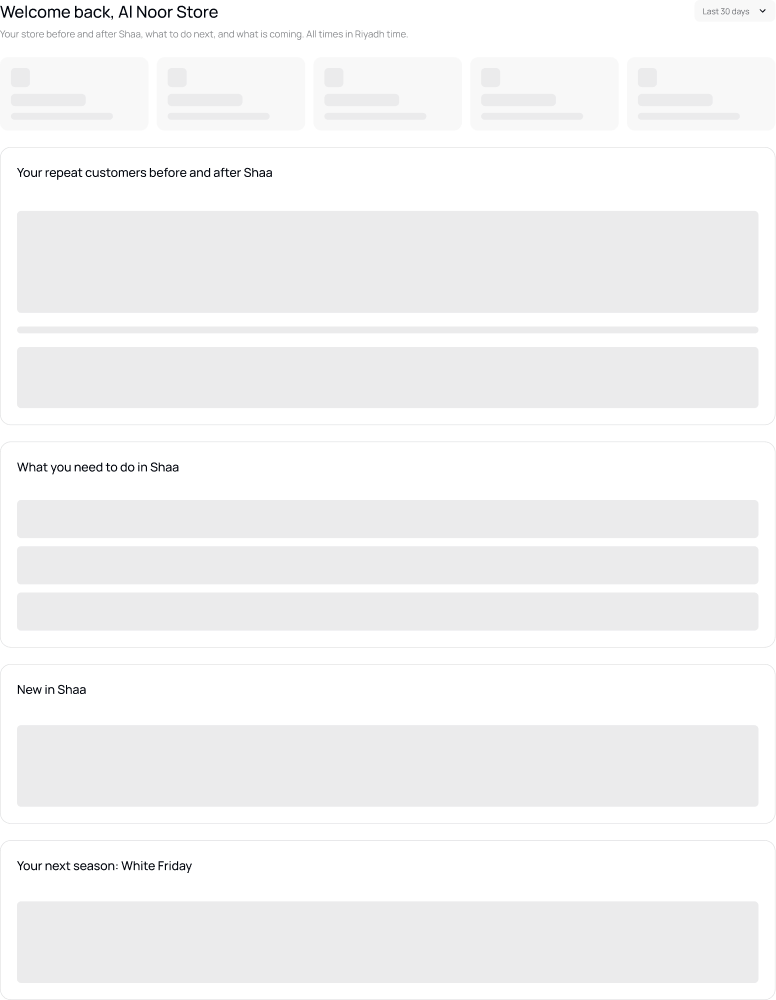 Welcome back, Al Noor Store
Last 30 days
Your store before and after Shaa, what to do next, and what is coming. All times in Riyadh time.
Your repeat customers before and after Shaa
What you need to do in Shaa
New in Shaa
Your next season: White Friday